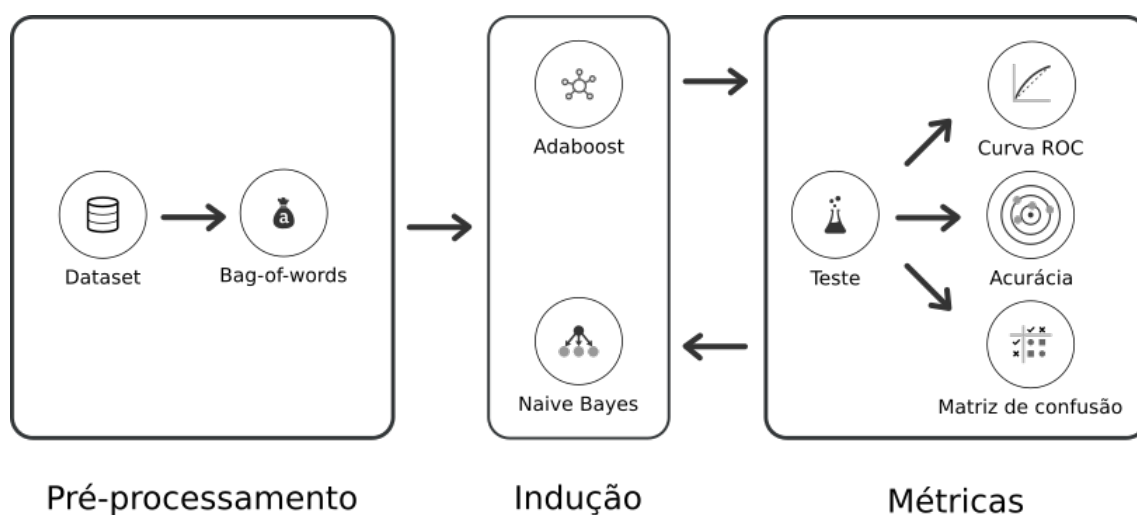 Dataset
Bag-of-words
Pré-processamento
Adaboost
Naive Bayes
Indução
Teste
Curva ROC
Acurácia
Matriz de confusão
Métricas
a